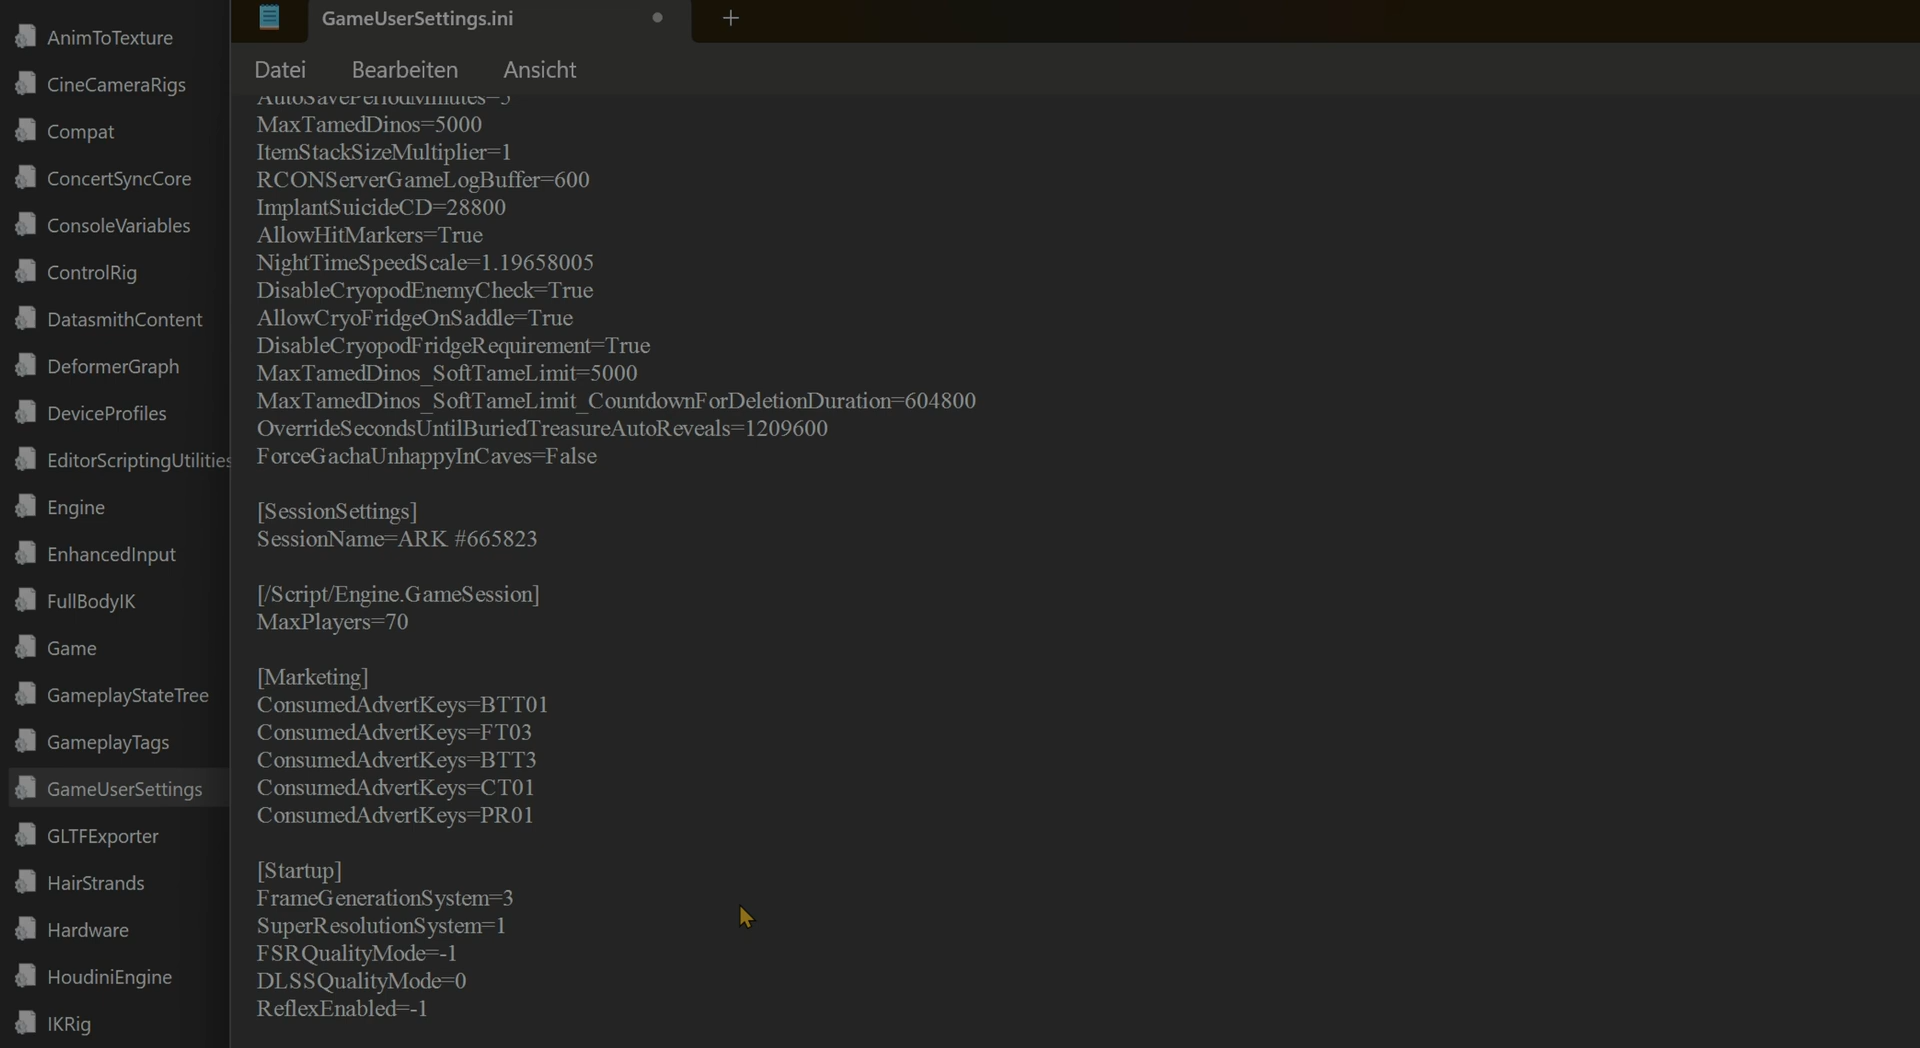 AnimToTexture
CineCameraRigs
Compat
ConcertSyncCore
ConsoleVariables
ControlRig
DatasmithContent
DeformerGraph
DeviceProfiles
EditorScriptingUtilities
Engine
EnhancedInput
FullBodyIK
Game
GameplayStateTree
GameplayTags
GameUserSettings
GLTFExporter
HairStrands
Hardware
HoudiniEngine
IKRig
GameUserSettings.ini
Datei Bearbeiten Ansicht
AutoSavePeriodMinutes=5
MaxTamedDinos=5000
ItemStackSizeMultiplier=1
RCONServerGameLogBuffer=600
ImplantSuicideCD=28800
AllowHitMarkers=True
NightTimeSpeedScale=1.19658005
DisableCryopodEnemyCheck=True
AllowCryoFridgeOnSaddle=True
DisableCryopodFridgeRequirement=True
MaxTamedDinos_SoftTameLimit=5000
MaxTamedDinos_SoftTameLimit_CountdownForDeletionDuration=604800
OverrideSecondsUntilBuriedTreasureAutoReveals=1209600
ForceGachaUnhappyInCaves=False
[SessionSettings]
SessionName=ARK #665823
[/Script/Engine.GameSession]
MaxPlayers=70
[Marketing]
ConsumedAdvertKeys=BTT01
ConsumedAdvertKeys=FT03
ConsumedAdvertKeys=BTT3
ConsumedAdvertKeys=CT01
ConsumedAdvertKeys=PR01
[Startup]
FrameGenerationSystem=3
SuperResolutionSystem=1
FSRQualityMode=-1
DLSSQualityMode=0
ReflexEnabled=-1